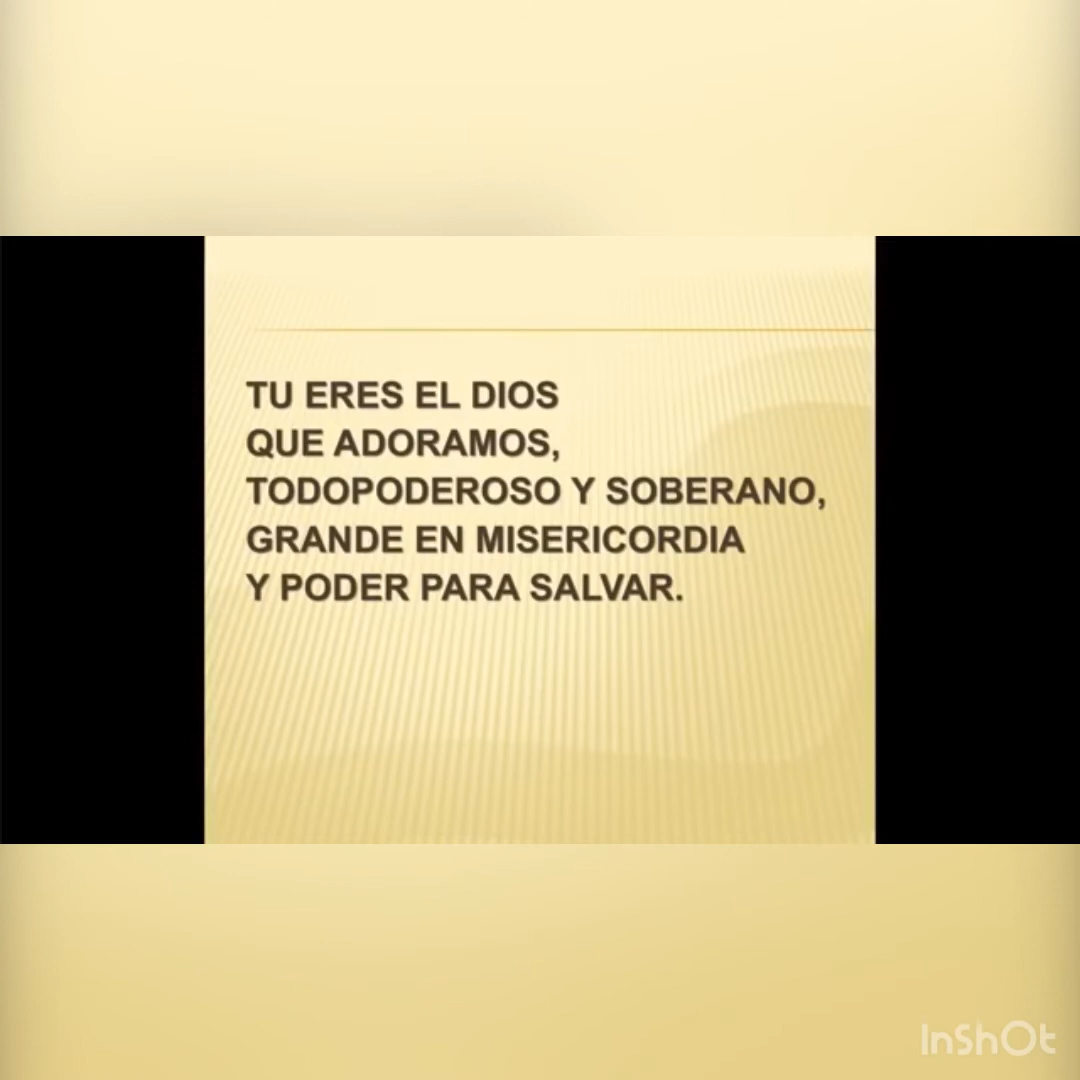 TU ERES EL DIOS
QUE ADORAMOS,
TODOPODEROSO Y SOBERANO,
GRANDE EN MISERICORDIA
Y PODER PARA SALVAR.
InShOt